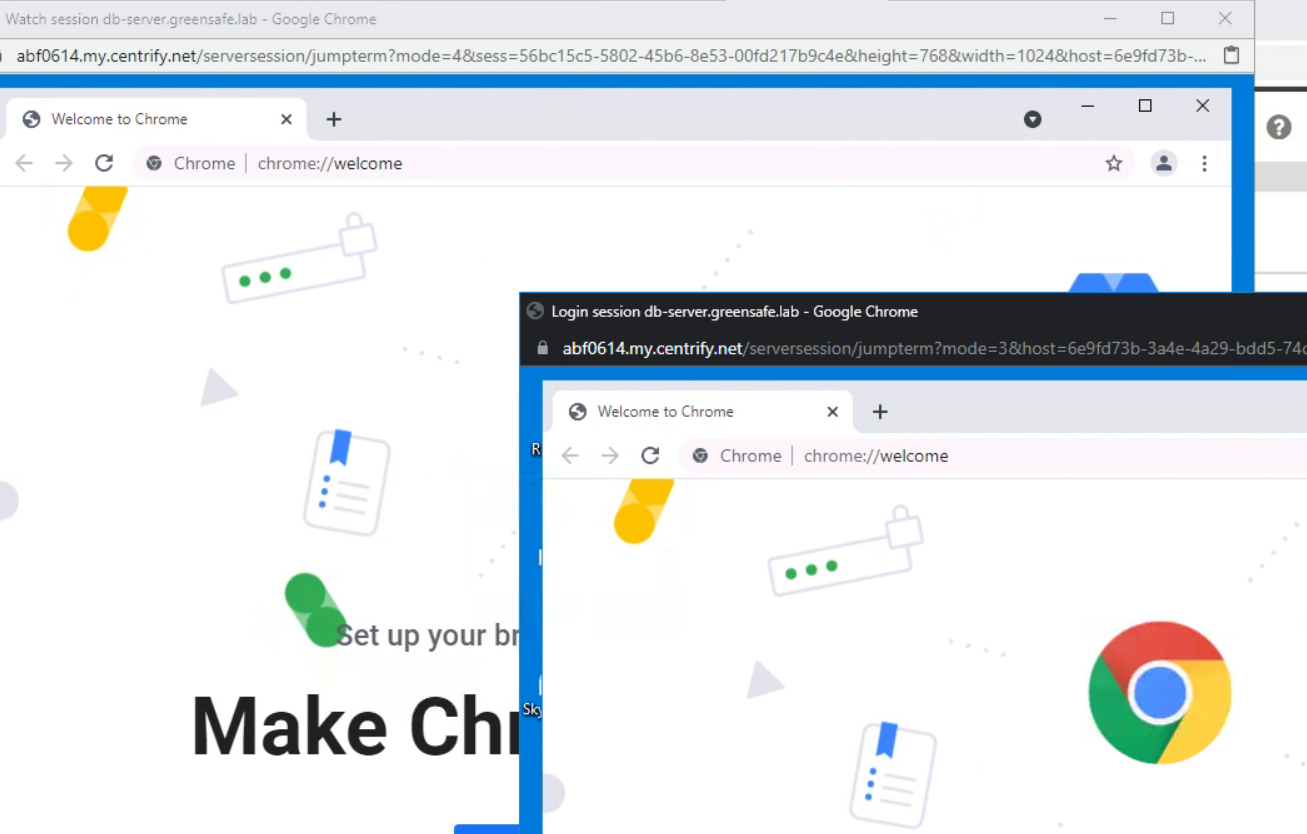 Watch session db-server.greensafe.lab - Google Chrome
abf0614.my.centrify.net/serversession/jumpterm?mode=4&sess=56bc15c5-5802-45b6-8e53-00fd217b9c4e&height=768&width=1024&host=6e9fd73b-...
Welcome to Chrome
Chrome | chrome://welcome
Login session db-server.greensafe.lab - Google Chrome
abf0614.my.centrify.net/serversession/jumpterm?mode=3&host=6e9fd73b-3a4e-4a29-bdd5-74
Welcome to Chrome
R
Chrome | chrome://welcome
Set up your br
Make Chr
Sky